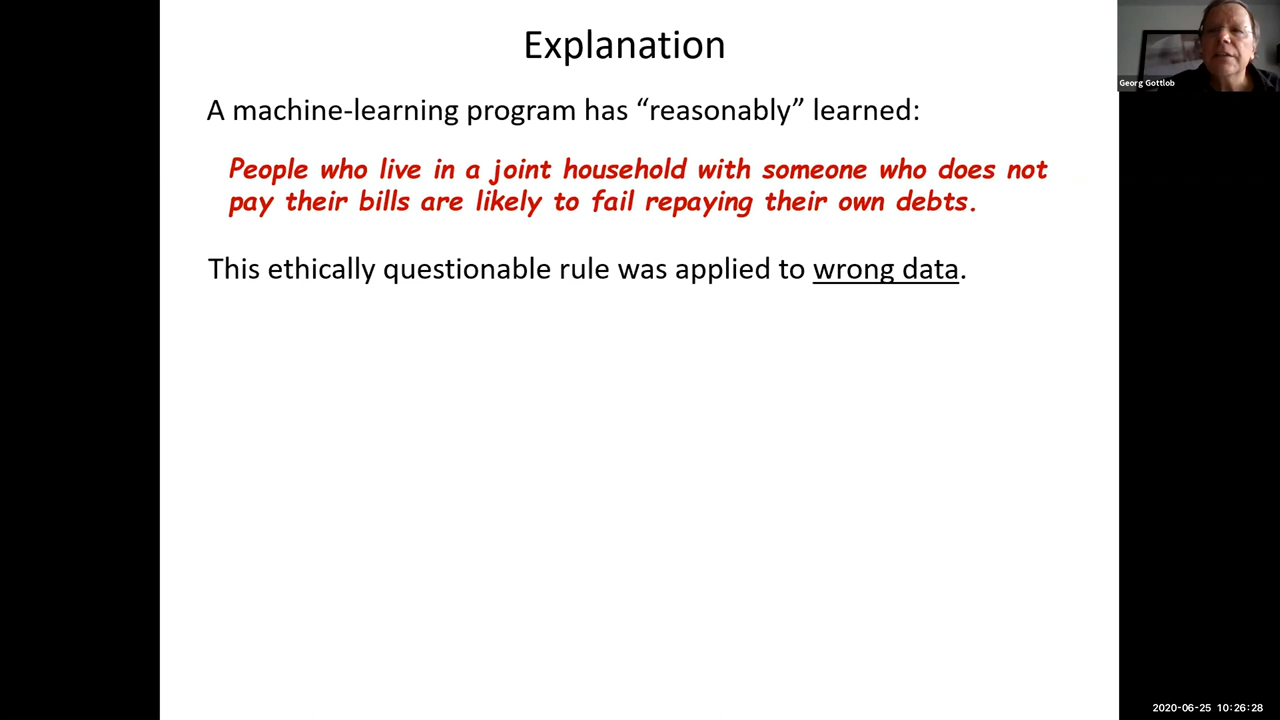 Explanation
Georg Gottlob
A machine-learning program has “reasonably” learned:
People who live in a joint household with someone who does not
pay their bills are likely to fail repaying their own debts.
This ethically questionable rule was applied to wrong data.
2020-06-25 10:26:28